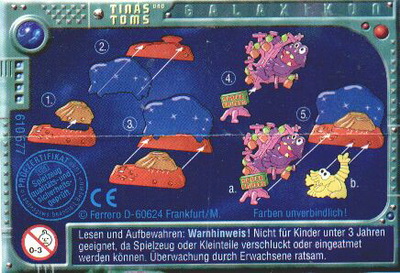 TINAS UND
TOMS
GALAXIKON
1.
2.
3.
4.
5.
a.
b.
610577
CE
© Ferrero D-60624 Frankfurt/M.
Farben unverbindlich!
0-3
Lesen und Aufbewahren: Warnhinweis! Nicht für Kinder unter 3 Jahren
geeignet, da Spielzeug oder Kleinteile verschluckt oder eingeatmet
werden können. Überwachung durch Erwachsene ratsam.